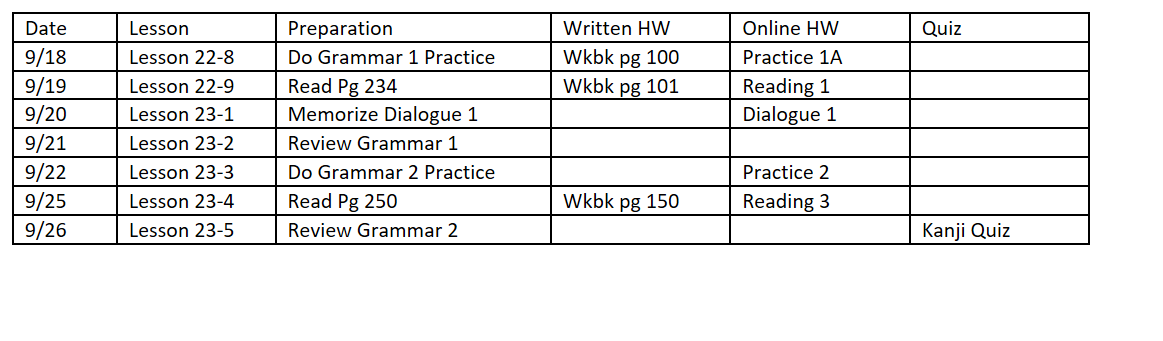 Date Lesson Preparation Written HW Online HW Quiz
9/18 Lesson 22-8 Do Grammar 1 Practice Wkbk pg 100 Practice 1A
9/19 Lesson 22-9 Read Pg 234 Wkbk pg 101 Reading 1
9/20 Lesson 23-1 Memorize Dialogue 1 Dialogue 1
9/21 Lesson 23-2 Review Grammar 1
9/22 Lesson 23-3 Do Grammar 2 Practice Practice 2
9/25 Lesson 23-4 Read Pg 250 Wkbk pg 150 Reading 3
9/26 Lesson 23-5 Review Grammar 2 Kanji Quiz